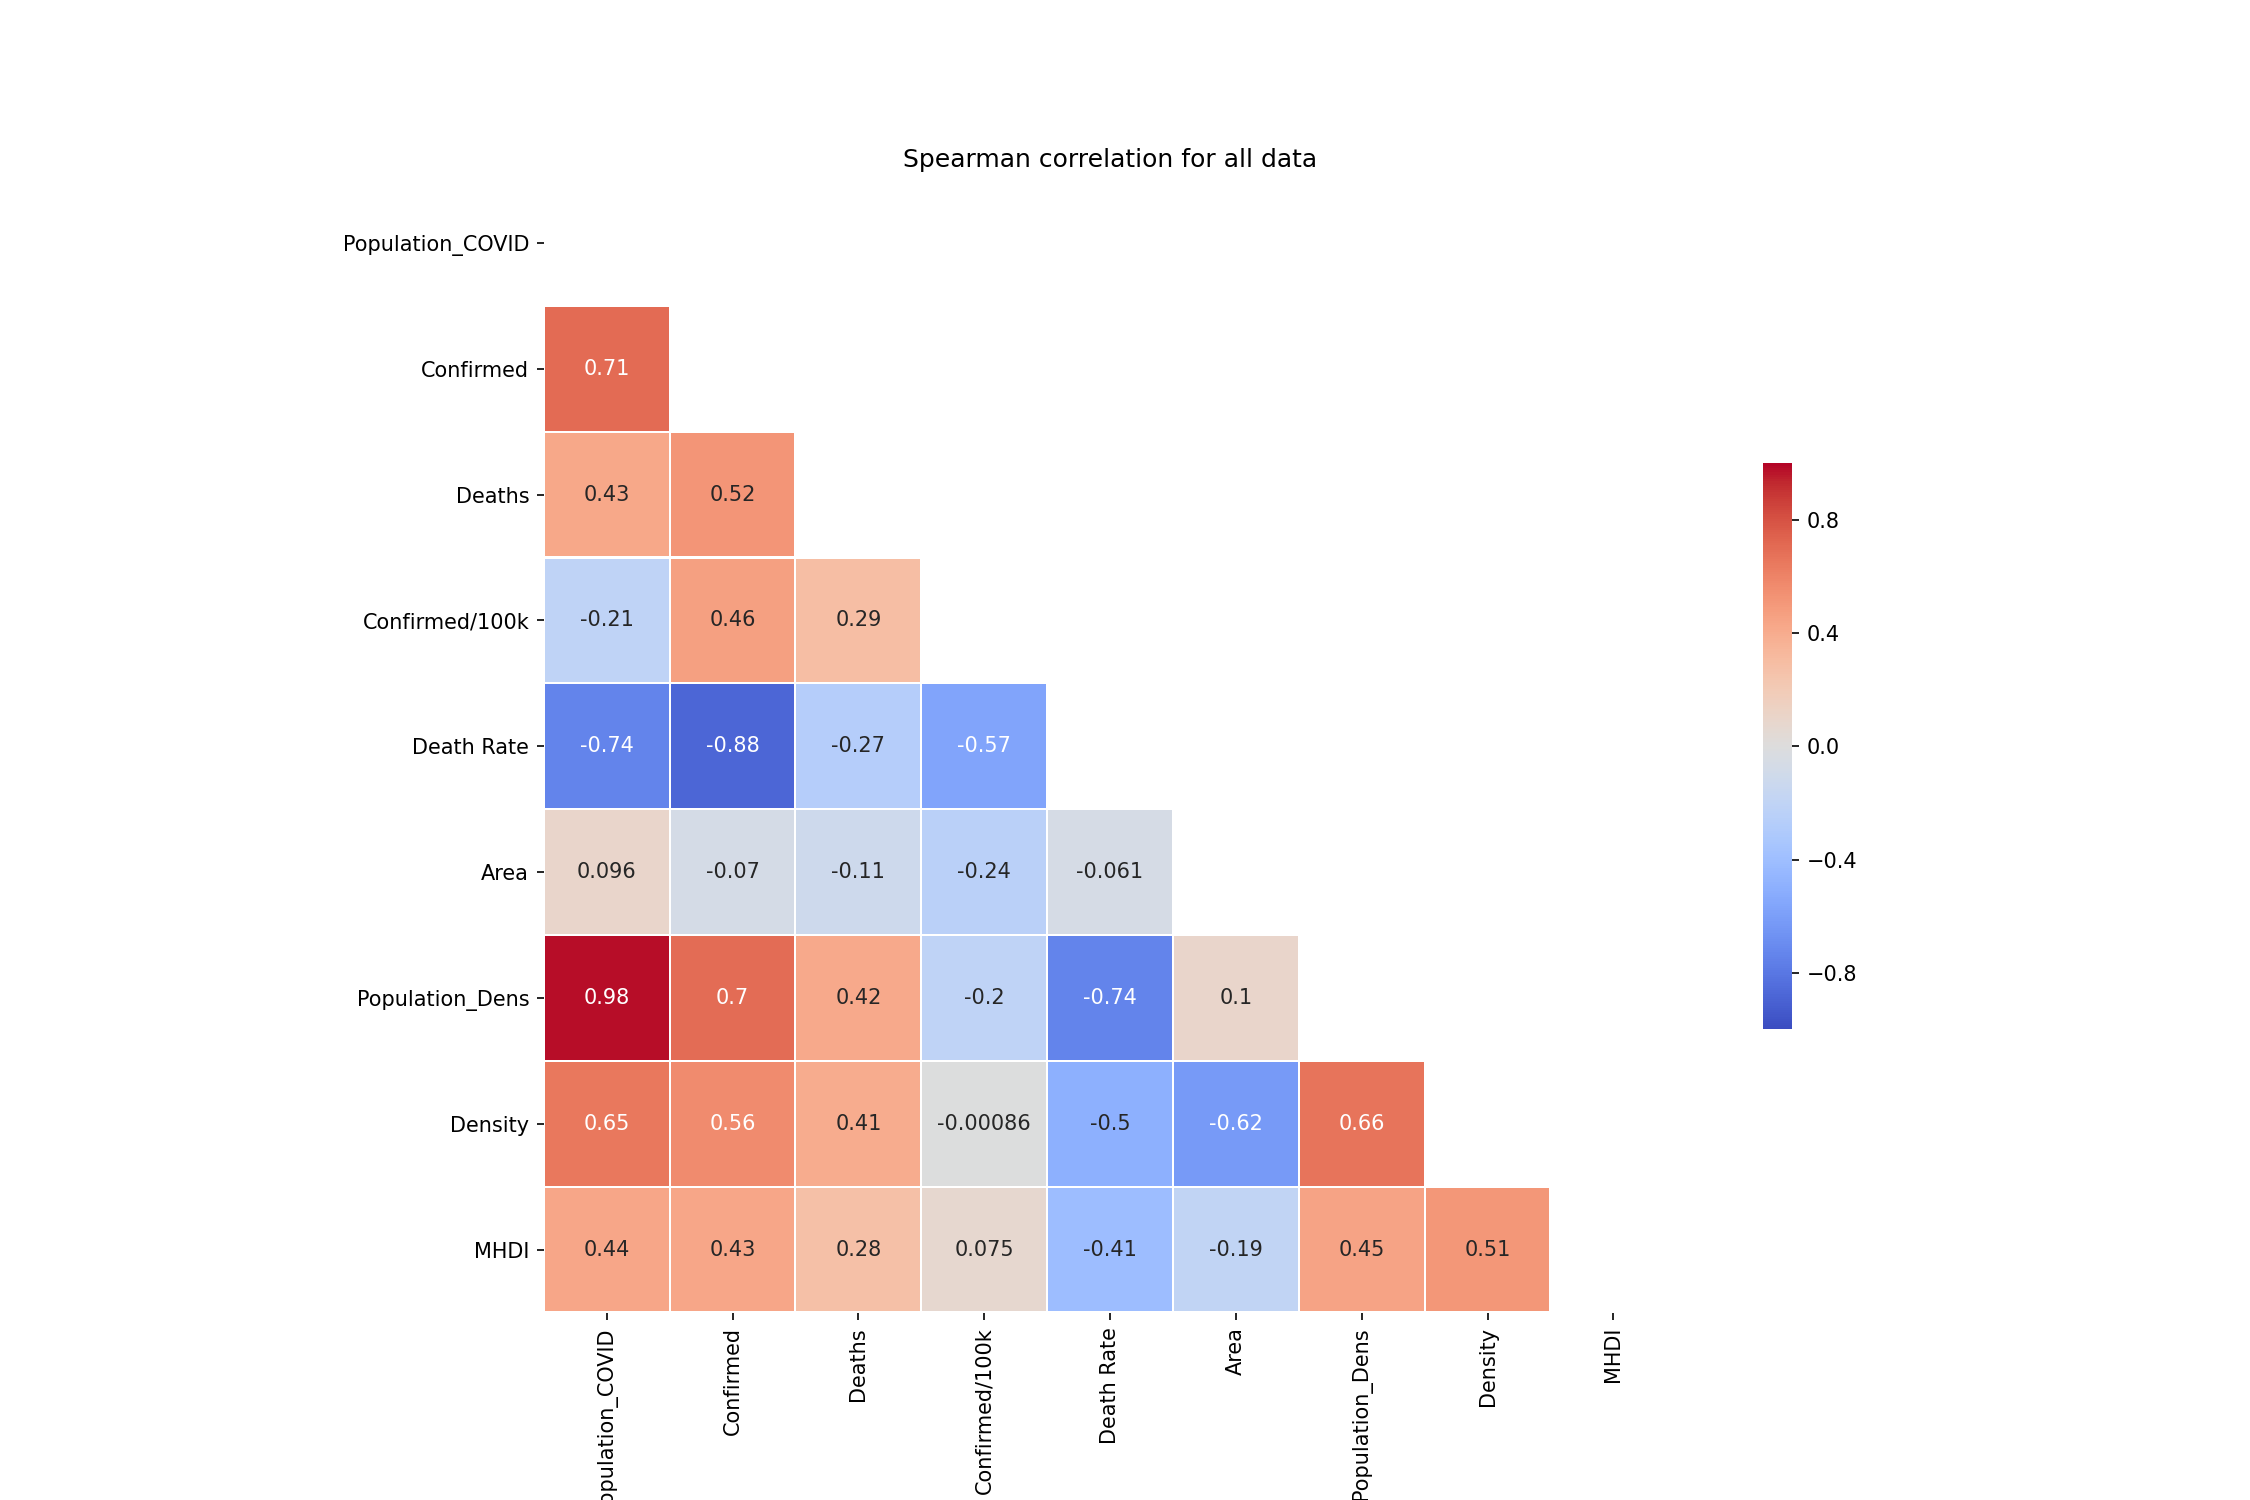 Spearman correlation for all data
Population_COVID
Confirmed 0.71
Deaths 0.43 0.52
Confirmed/100k -0.21 0.46 0.29
Death Rate -0.74 -0.88 -0.27 -0.57
Area 0.096 -0.07 -0.11 -0.24 -0.061
Population_Dens 0.98 0.7 0.42 -0.2 -0.74 0.1
Density 0.65 0.56 0.41 -0.00086 -0.5 -0.62 0.66
MHDI 0.44 0.43 0.28 0.075 -0.41 -0.19 0.45 0.51
opulation_COVID
Confirmed
Deaths
Confirmed/100k
Death Rate
Area
Population_Dens
Density
MHDI
0.8
0.4
0.0
−0.4
−0.8